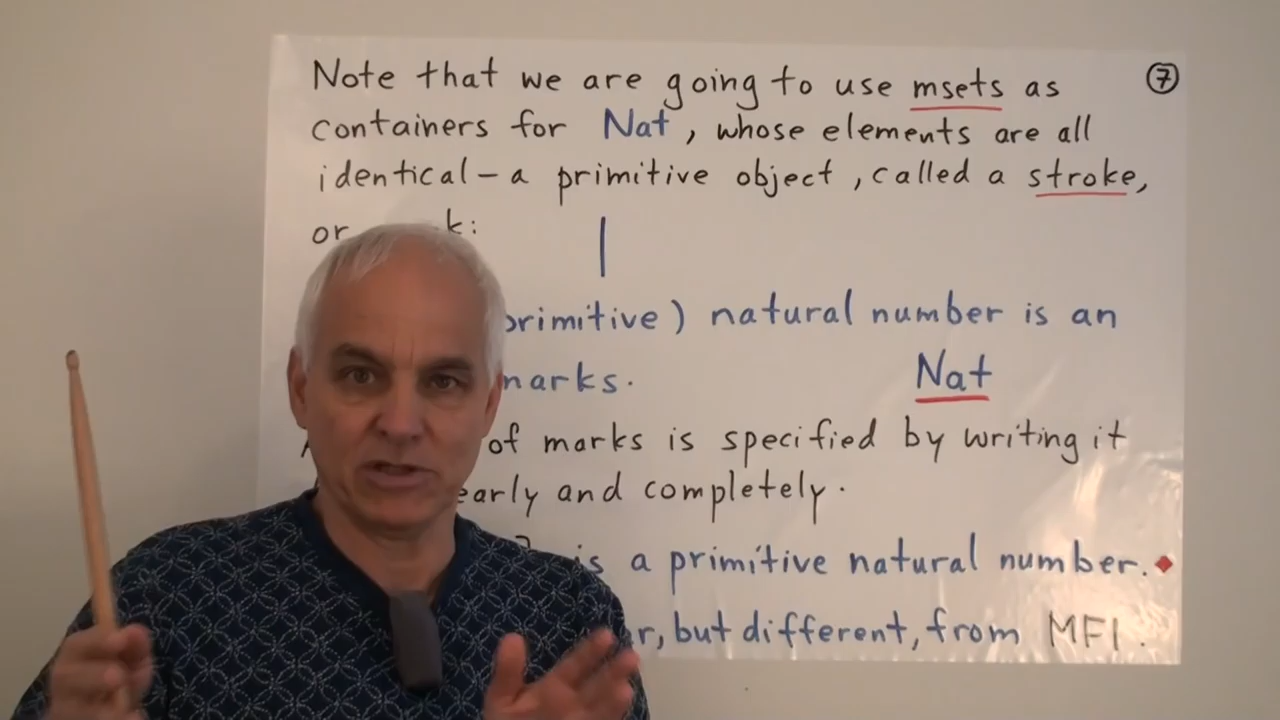 Note that we are going to use msets as ⑦
containers for Nat, whose elements are all
identical – a primitive object, called a stroke,
or k: |
primitive) natural number is an
marks. Nat
of marks is specified by writing it
early and completely.
is a primitive natural number.
r, but different, from MF1.